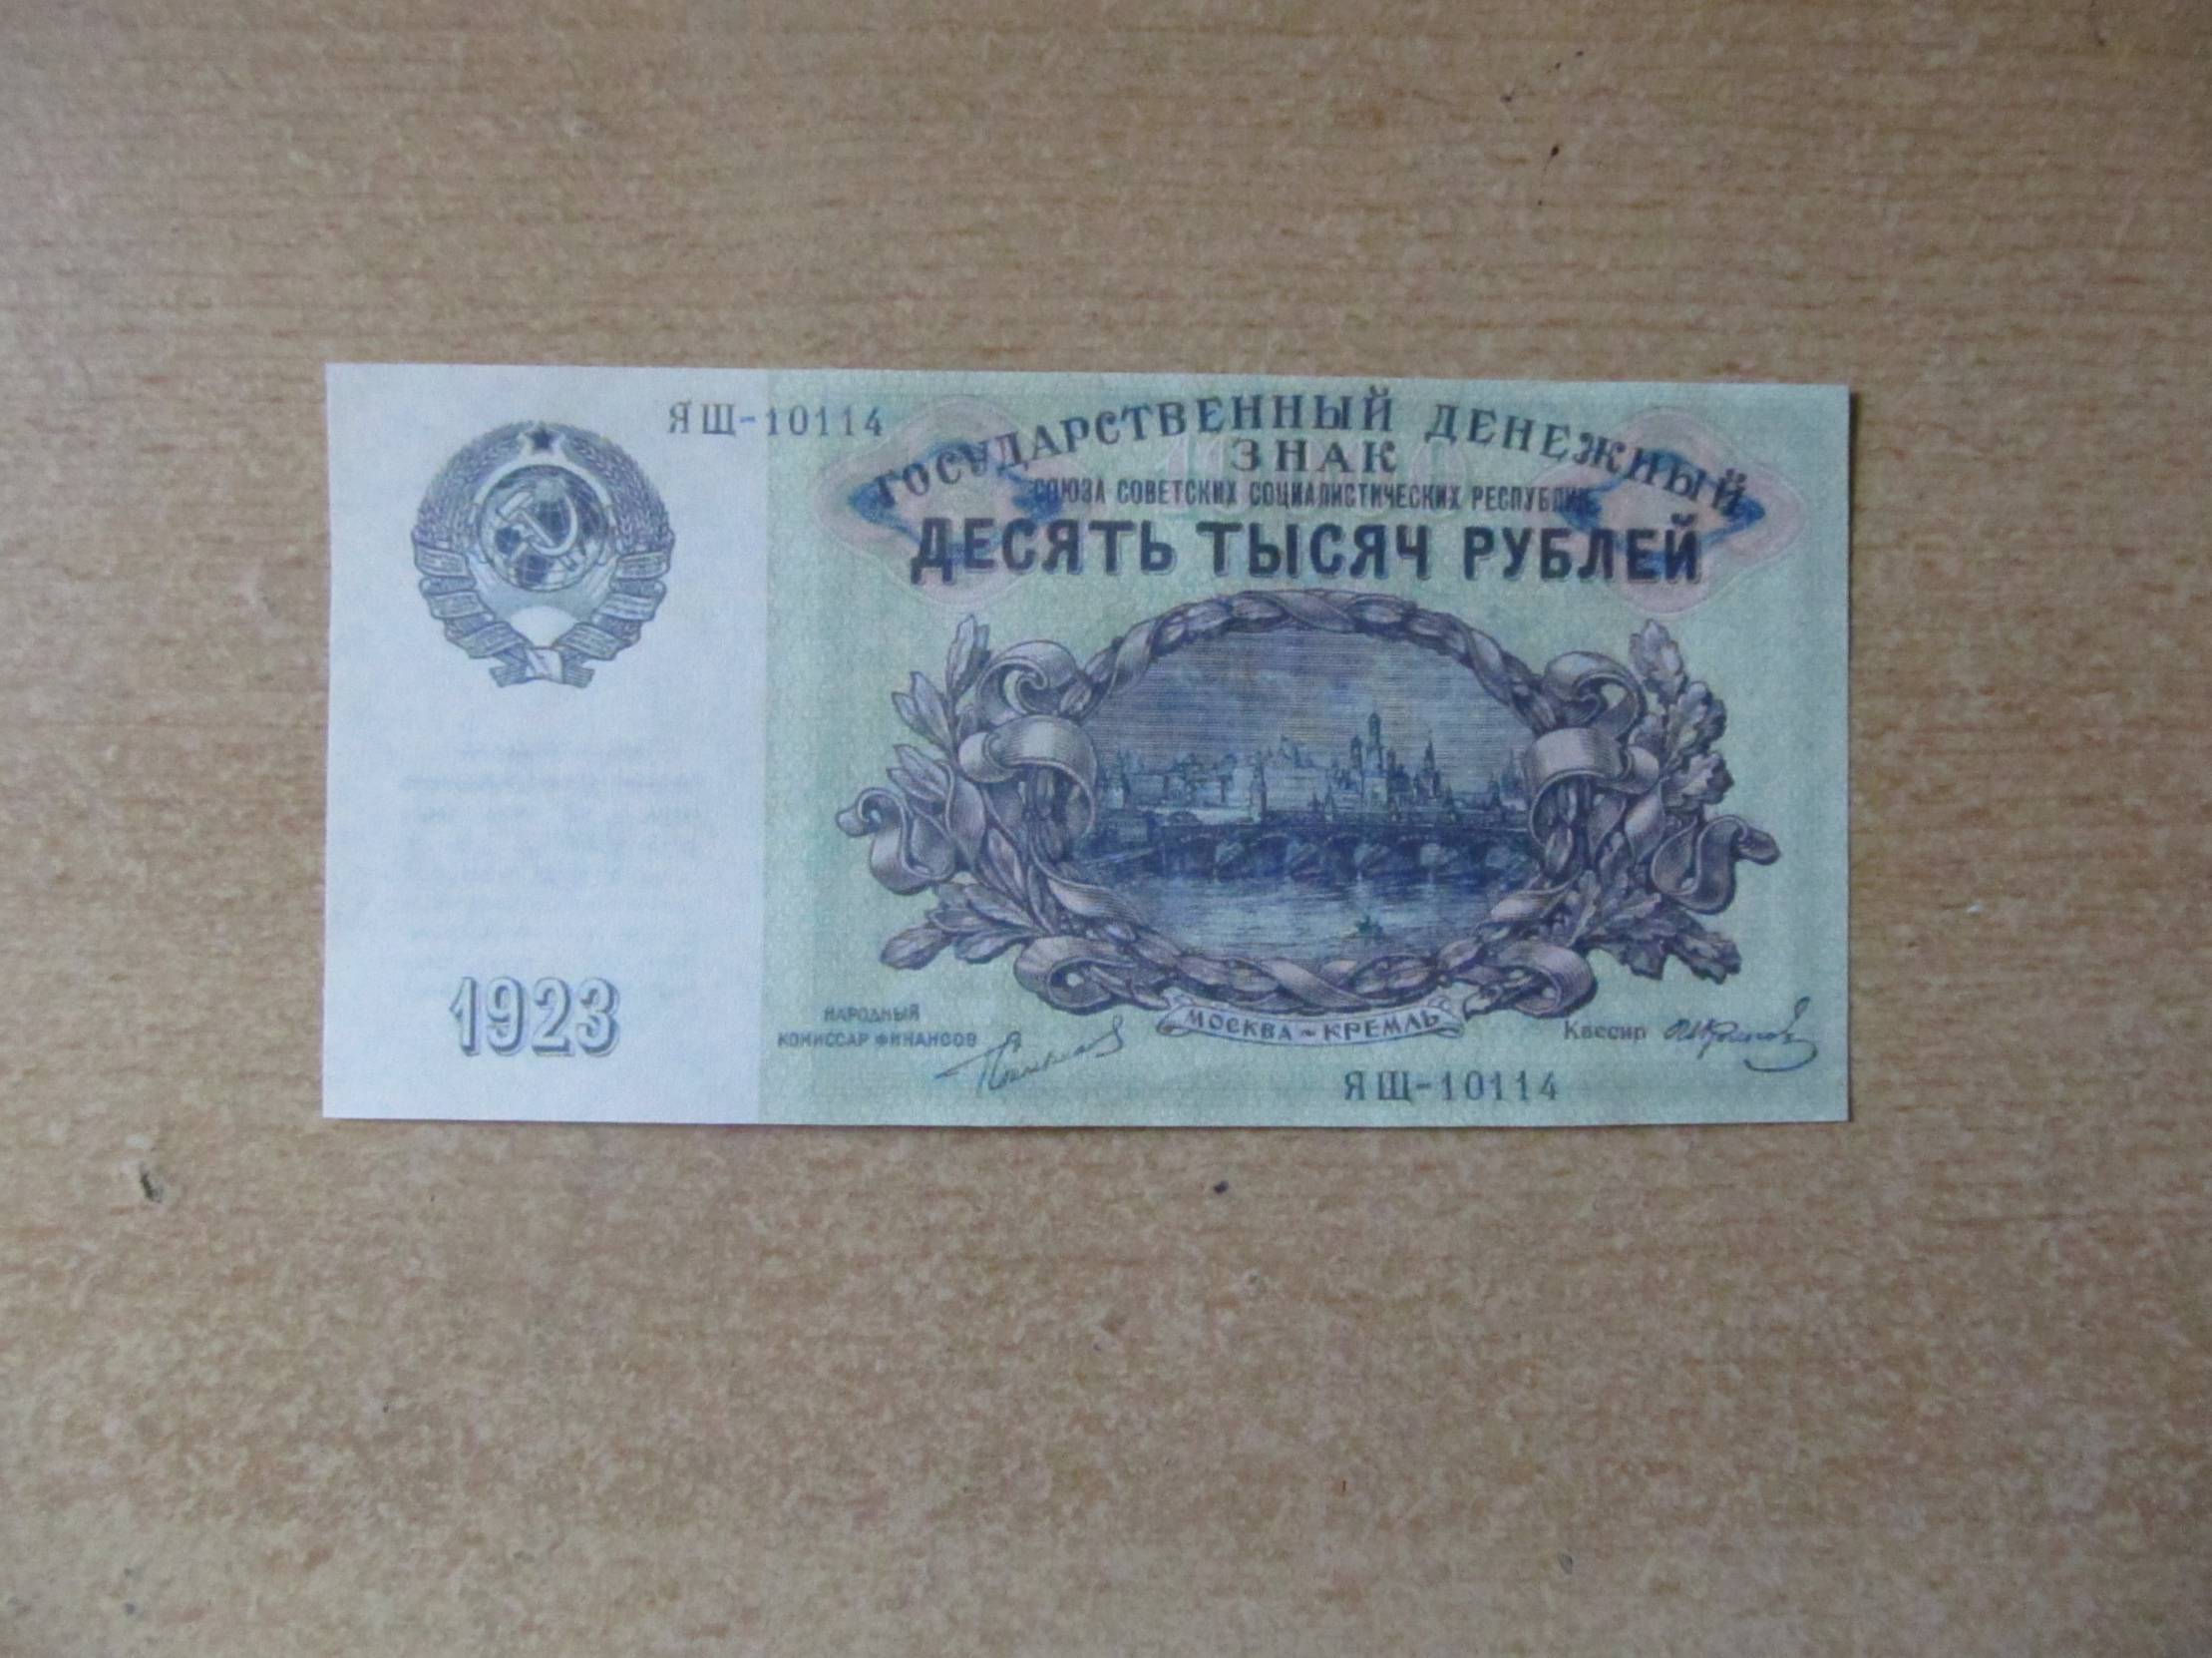 ЯЩ-10114
ГОСУДАРСТВЕННЫЙ ДЕНЕЖНЫЙ
ЗНАК
СОЮЗА СОВЕТСКИХ СОЦИАЛИСТИЧЕСКИХ РЕСПУБЛИК
ДЕСЯТЬ ТЫСЯЧ РУБЛЕЙ
1923
НАРОДНЫЙ
КОМИССАР ФИНАНСОВ
МОСКВА ~ КРЕМЛЬ
Кассир
ЯЩ-10114